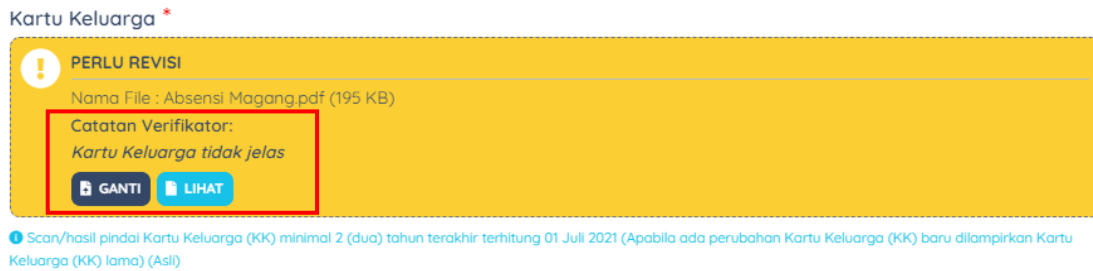 Kartu Keluarga *
PERLU REVISI
Nama File : Absensi Magang.pdf (195 KB)
Catatan Verifikator:
Kartu Keluarga tidak jelas
GANTI LIHAT
Scan/hasil pindai Kartu Keluarga (KK) minimal 2 (dua) tahun terakhir terhitung 01 Juli 2021 (Apabila ada perubahan Kartu Keluarga (KK) baru dilampirkan Kartu
Keluarga (KK) lama) (Asli)